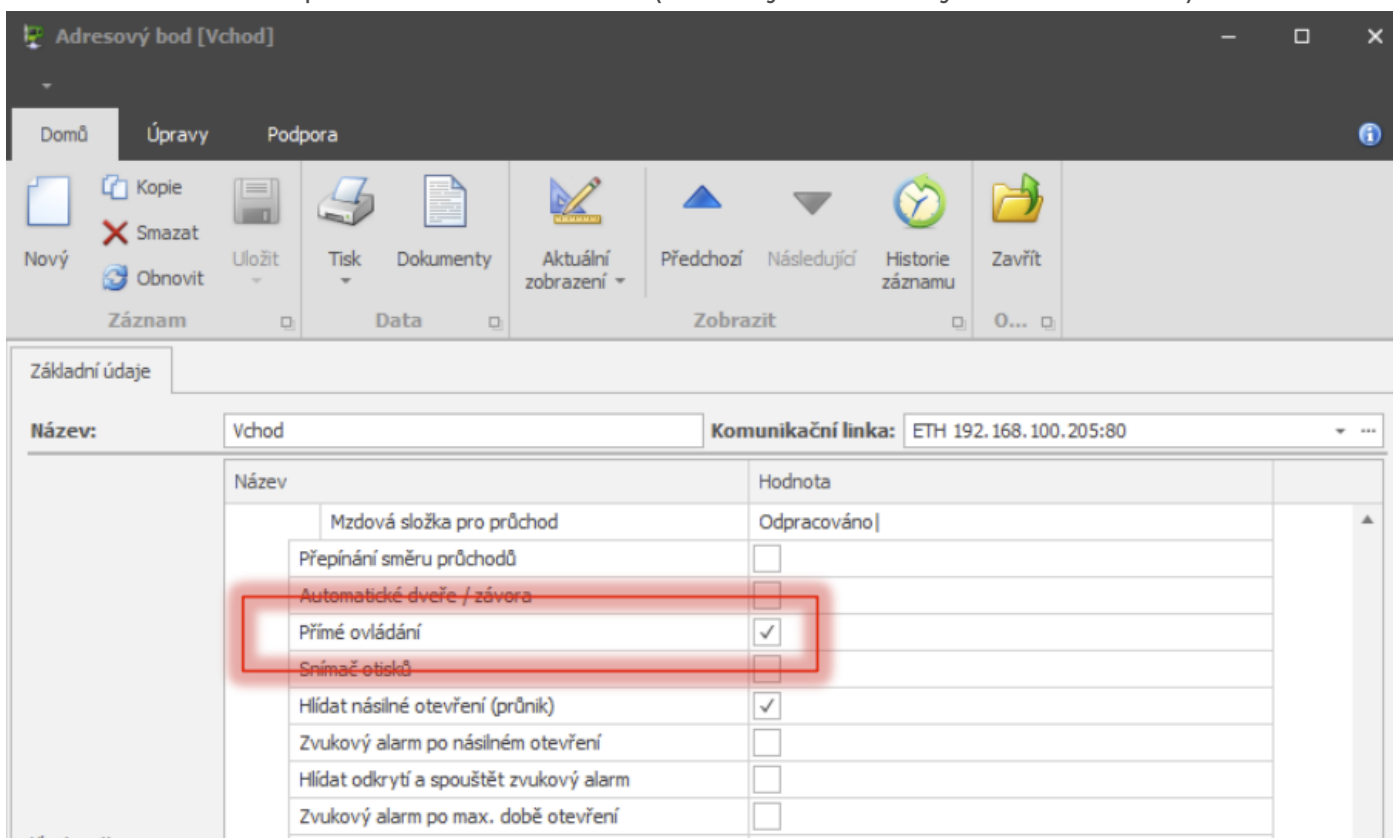 Adresový bod [Vchod]
Domů Úpravy Podpora
Nový
Kopie
Smazat
Obnovit
Uložit
Tisk
Dokumenty
Aktuální
zobrazení
Předchozí
Následující
Historie
záznamu
Zavřít
Záznam Data Zobrazit O...
Základní údaje
Název: Vchod Komunikační linka: ETH 192.168.100.205:80
Název Hodnota
Mzdová složka pro průchod Odpracováno|
Přepínání směru průchodů
Automatické dveře / závora
Přímé ovládání
Snímač otisků
Hlídat násilné otevření (průnik)
Zvukový alarm po násilném otevření
Hlídat odkrytí a spouštět zvukový alarm
Zvukový alarm po max. době otevření